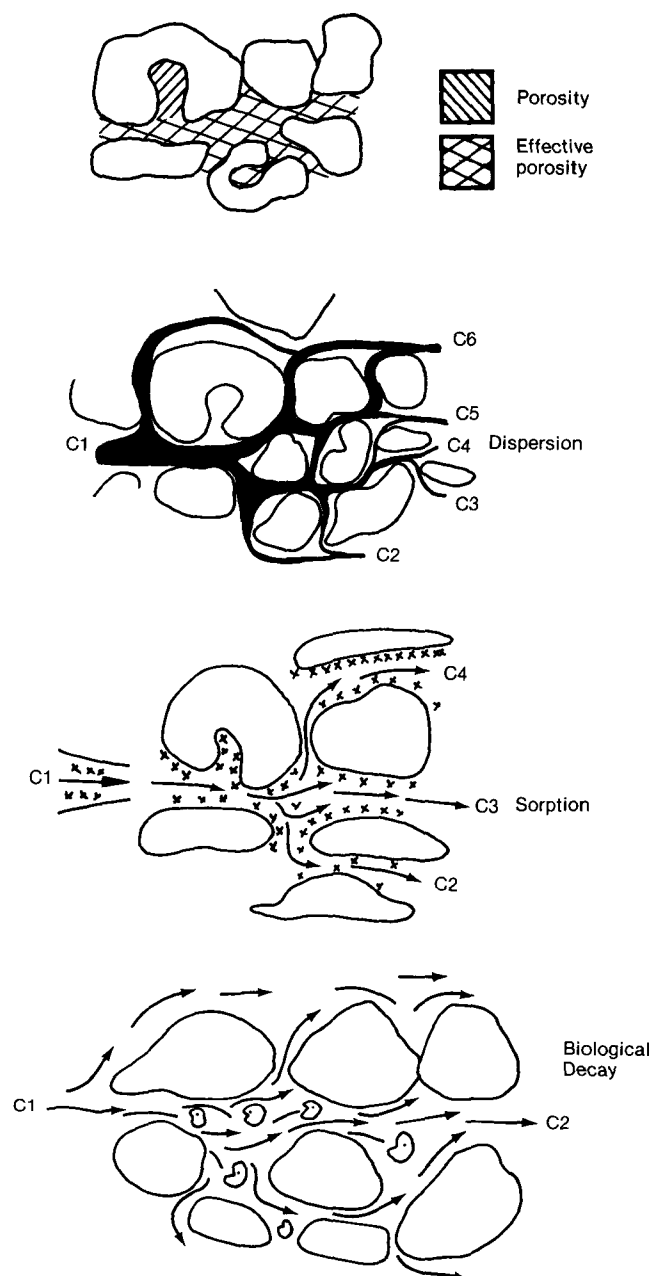 Porosity
Effective
porosity
C6
C5
C1
C4 Dispersion
C3
C2
C4
C1
C3 Sorption
C2
Biological
Decay
C1
C2